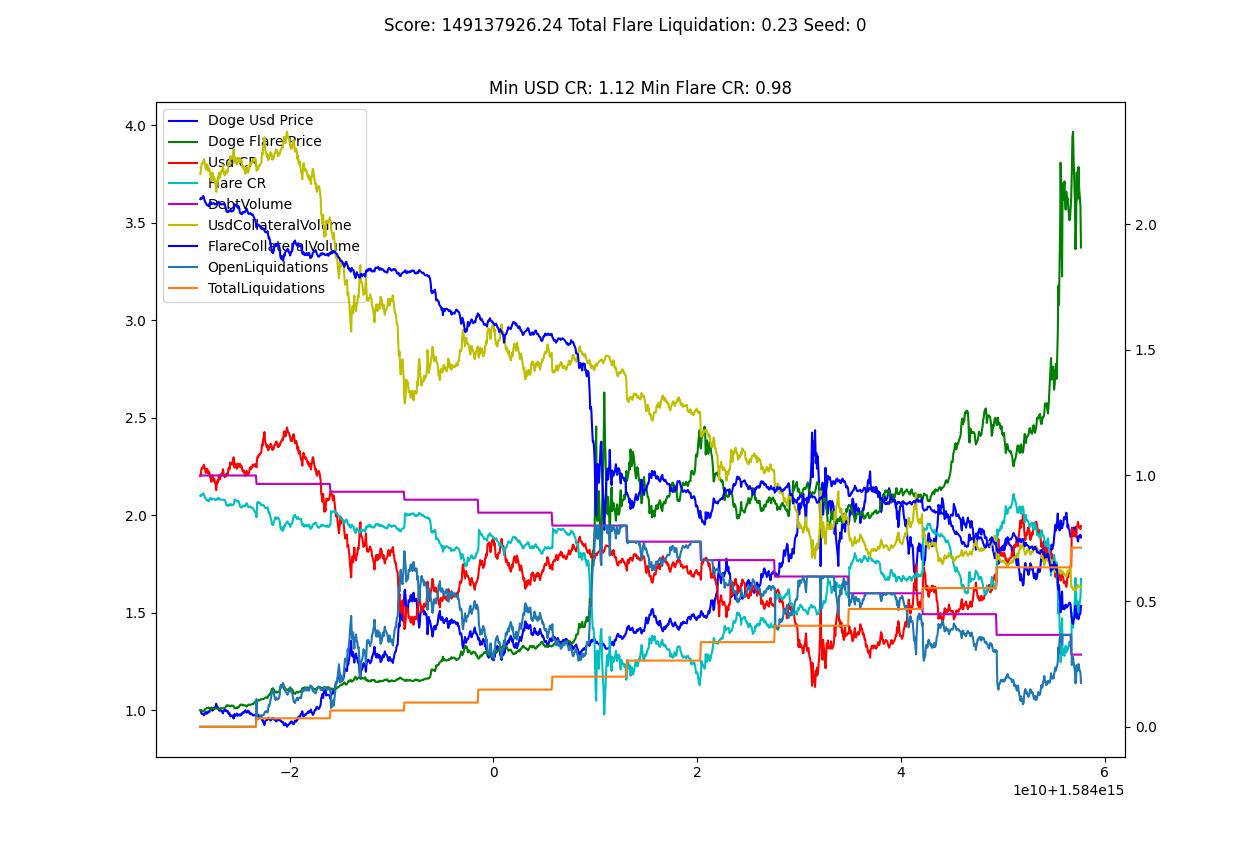 Score: 149137926.24 Total Flare Liquidation: 0.23 Seed: 0
Min USD CR: 1.12 Min Flare CR: 0.98
Doge Usd Price
Doge Flare Price
Usd CR
Flare CR
DebtVolume
UsdCollateralVolume
FlareCollateralVolume
OpenLiquidations
TotalLiquidations
4.0
3.5
3.0
2.5
2.0
1.5
1.0
2.0
1.5
1.0
0.5
0.0
−2
0
2
4
6
1e10+1.584e15